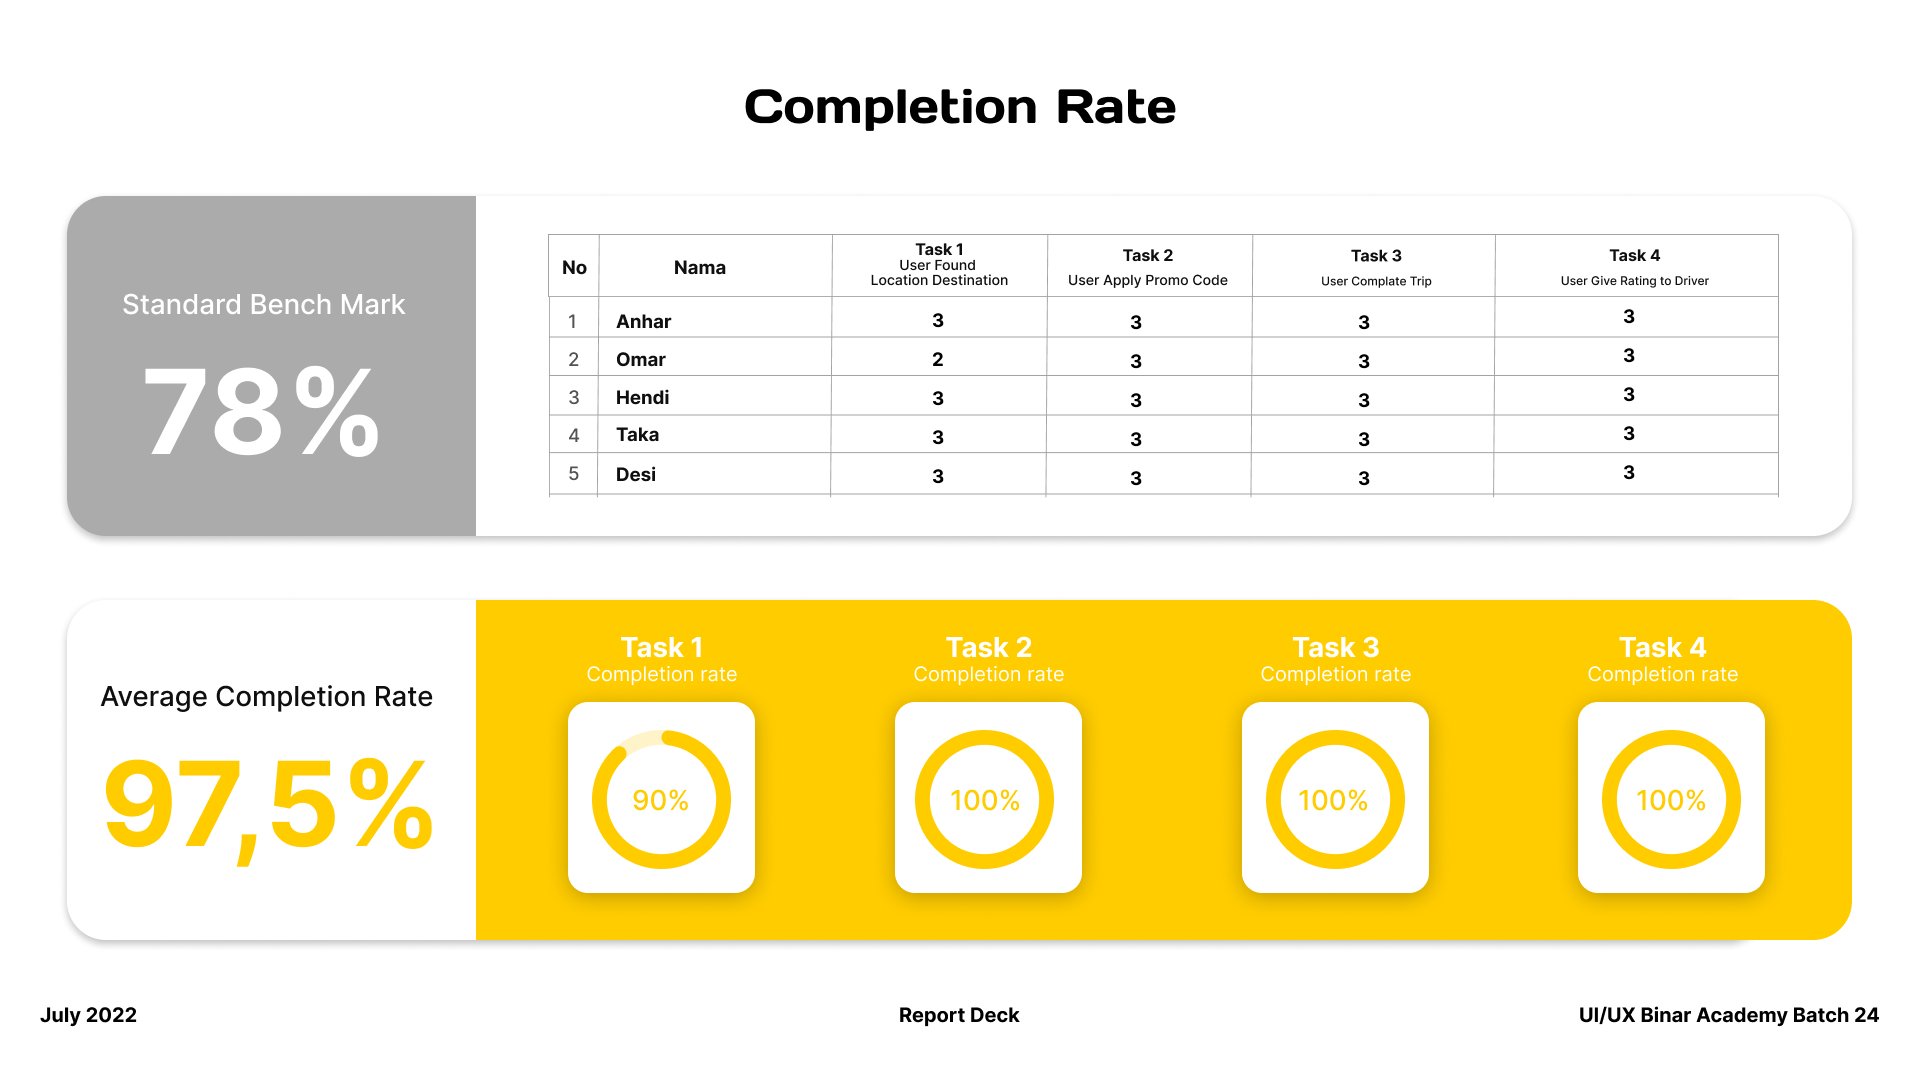 Completion Rate
Standard Bench Mark
78%
No
Nama
Task 1
User Found
Location Destination
Task 2
User Apply Promo Code
Task 3
User Complate Trip
Task 4
User Give Rating to Driver
1 Anhar 3 3 3 3
2 Omar 2 3 3 3
3 Hendi 3 3 3 3
4 Taka 3 3 3 3
5 Desi 3 3 3 3
Average Completion Rate
97,5%
Task 1
Completion rate
90%
Task 2
Completion rate
100%
Task 3
Completion rate
100%
Task 4
Completion rate
100%
July 2022
Report Deck
UI/UX Binar Academy Batch 24